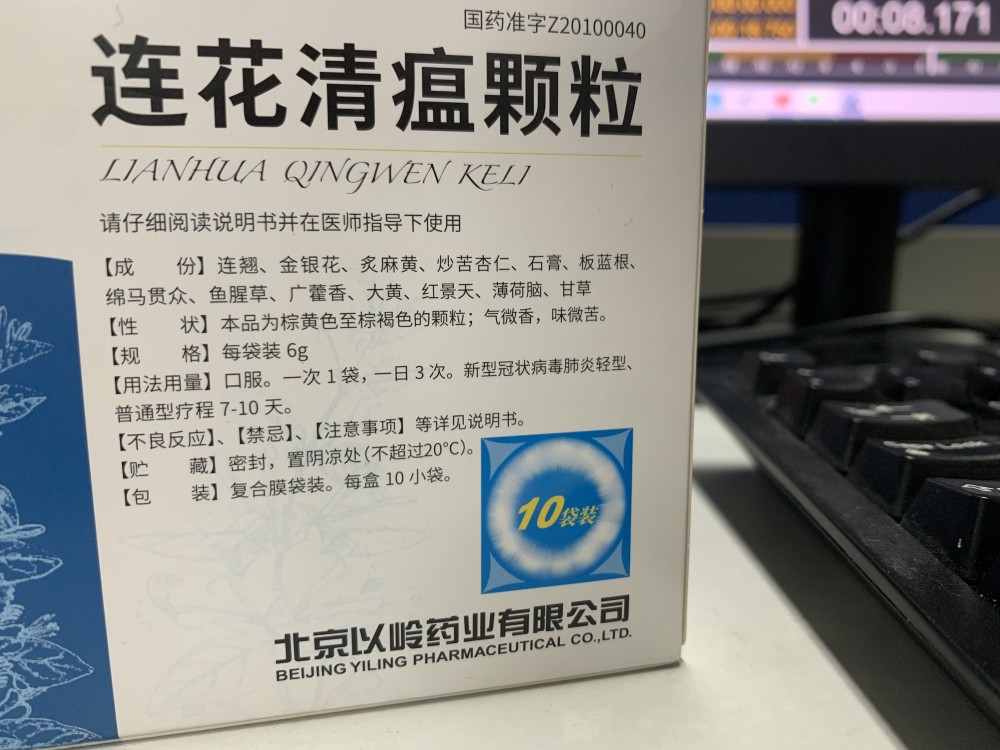 国药准字Z20100040
00:08.171
连花清瘟颗粒
LIANHUA QINGWEN KELI
请仔细阅读说明书并在医师指导下使用
【成 份】连翘、金银花、炙麻黄、炒苦杏仁、石膏、板蓝根、
绵马贯众、鱼腥草、广藿香、大黄、红景天、薄荷脑、甘草
【性 状】本品为棕黄色至棕褐色的颗粒；气微香，味微苦。
【规 格】每袋装 6g
【用法用量】口服。一次 1 袋，一日 3 次。新型冠状病毒肺炎轻型、
普通型疗程 7-10 天。
【不良反应】、【禁忌】、【注意事项】等详见说明书。
【贮 藏】密封，置阴凉处（不超过20℃）。
【包 装】复合膜袋装。每盒 10 小袋。
10袋装
北京以岭药业有限公司
BEIJING YILING PHARMACEUTICAL CO.,LTD.